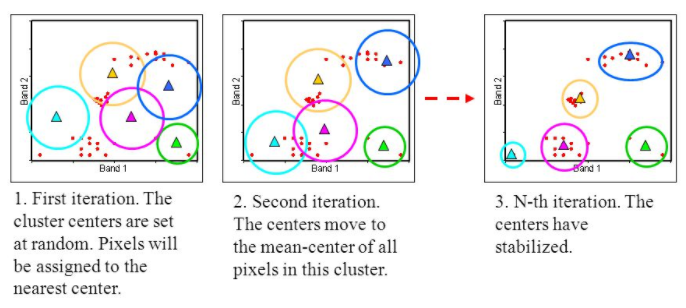 Band 2
Band 1
Band 2
Band 1
Band 2
Band 1
1. First iteration. The
cluster centers are set
at random. Pixels will
be assigned to the
nearest center.
2. Second iteration.
The centers move to
the mean-center of all
pixels in this cluster.
3. N-th iteration. The
centers have
stabilized.